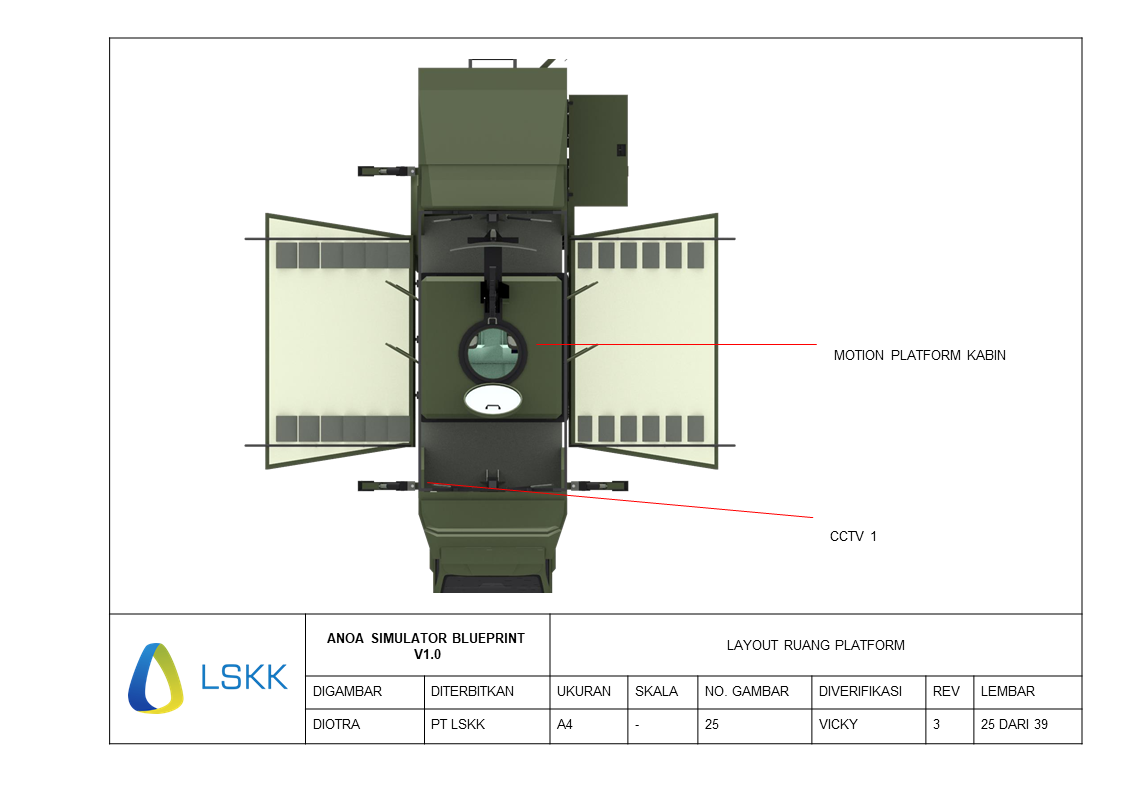 MOTION PLATFORM KABIN
CCTV 1
LSKK
ANOA SIMULATOR BLUEPRINT
V1.0
LAYOUT RUANG PLATFORM
DIGAMBAR
DITERBITKAN
UKURAN
SKALA
NO. GAMBAR
DIVERIFIKASI
REV
LEMBAR
DIOTRA
PT LSKK
A4
-
25
VICKY
3
25 DARI 39